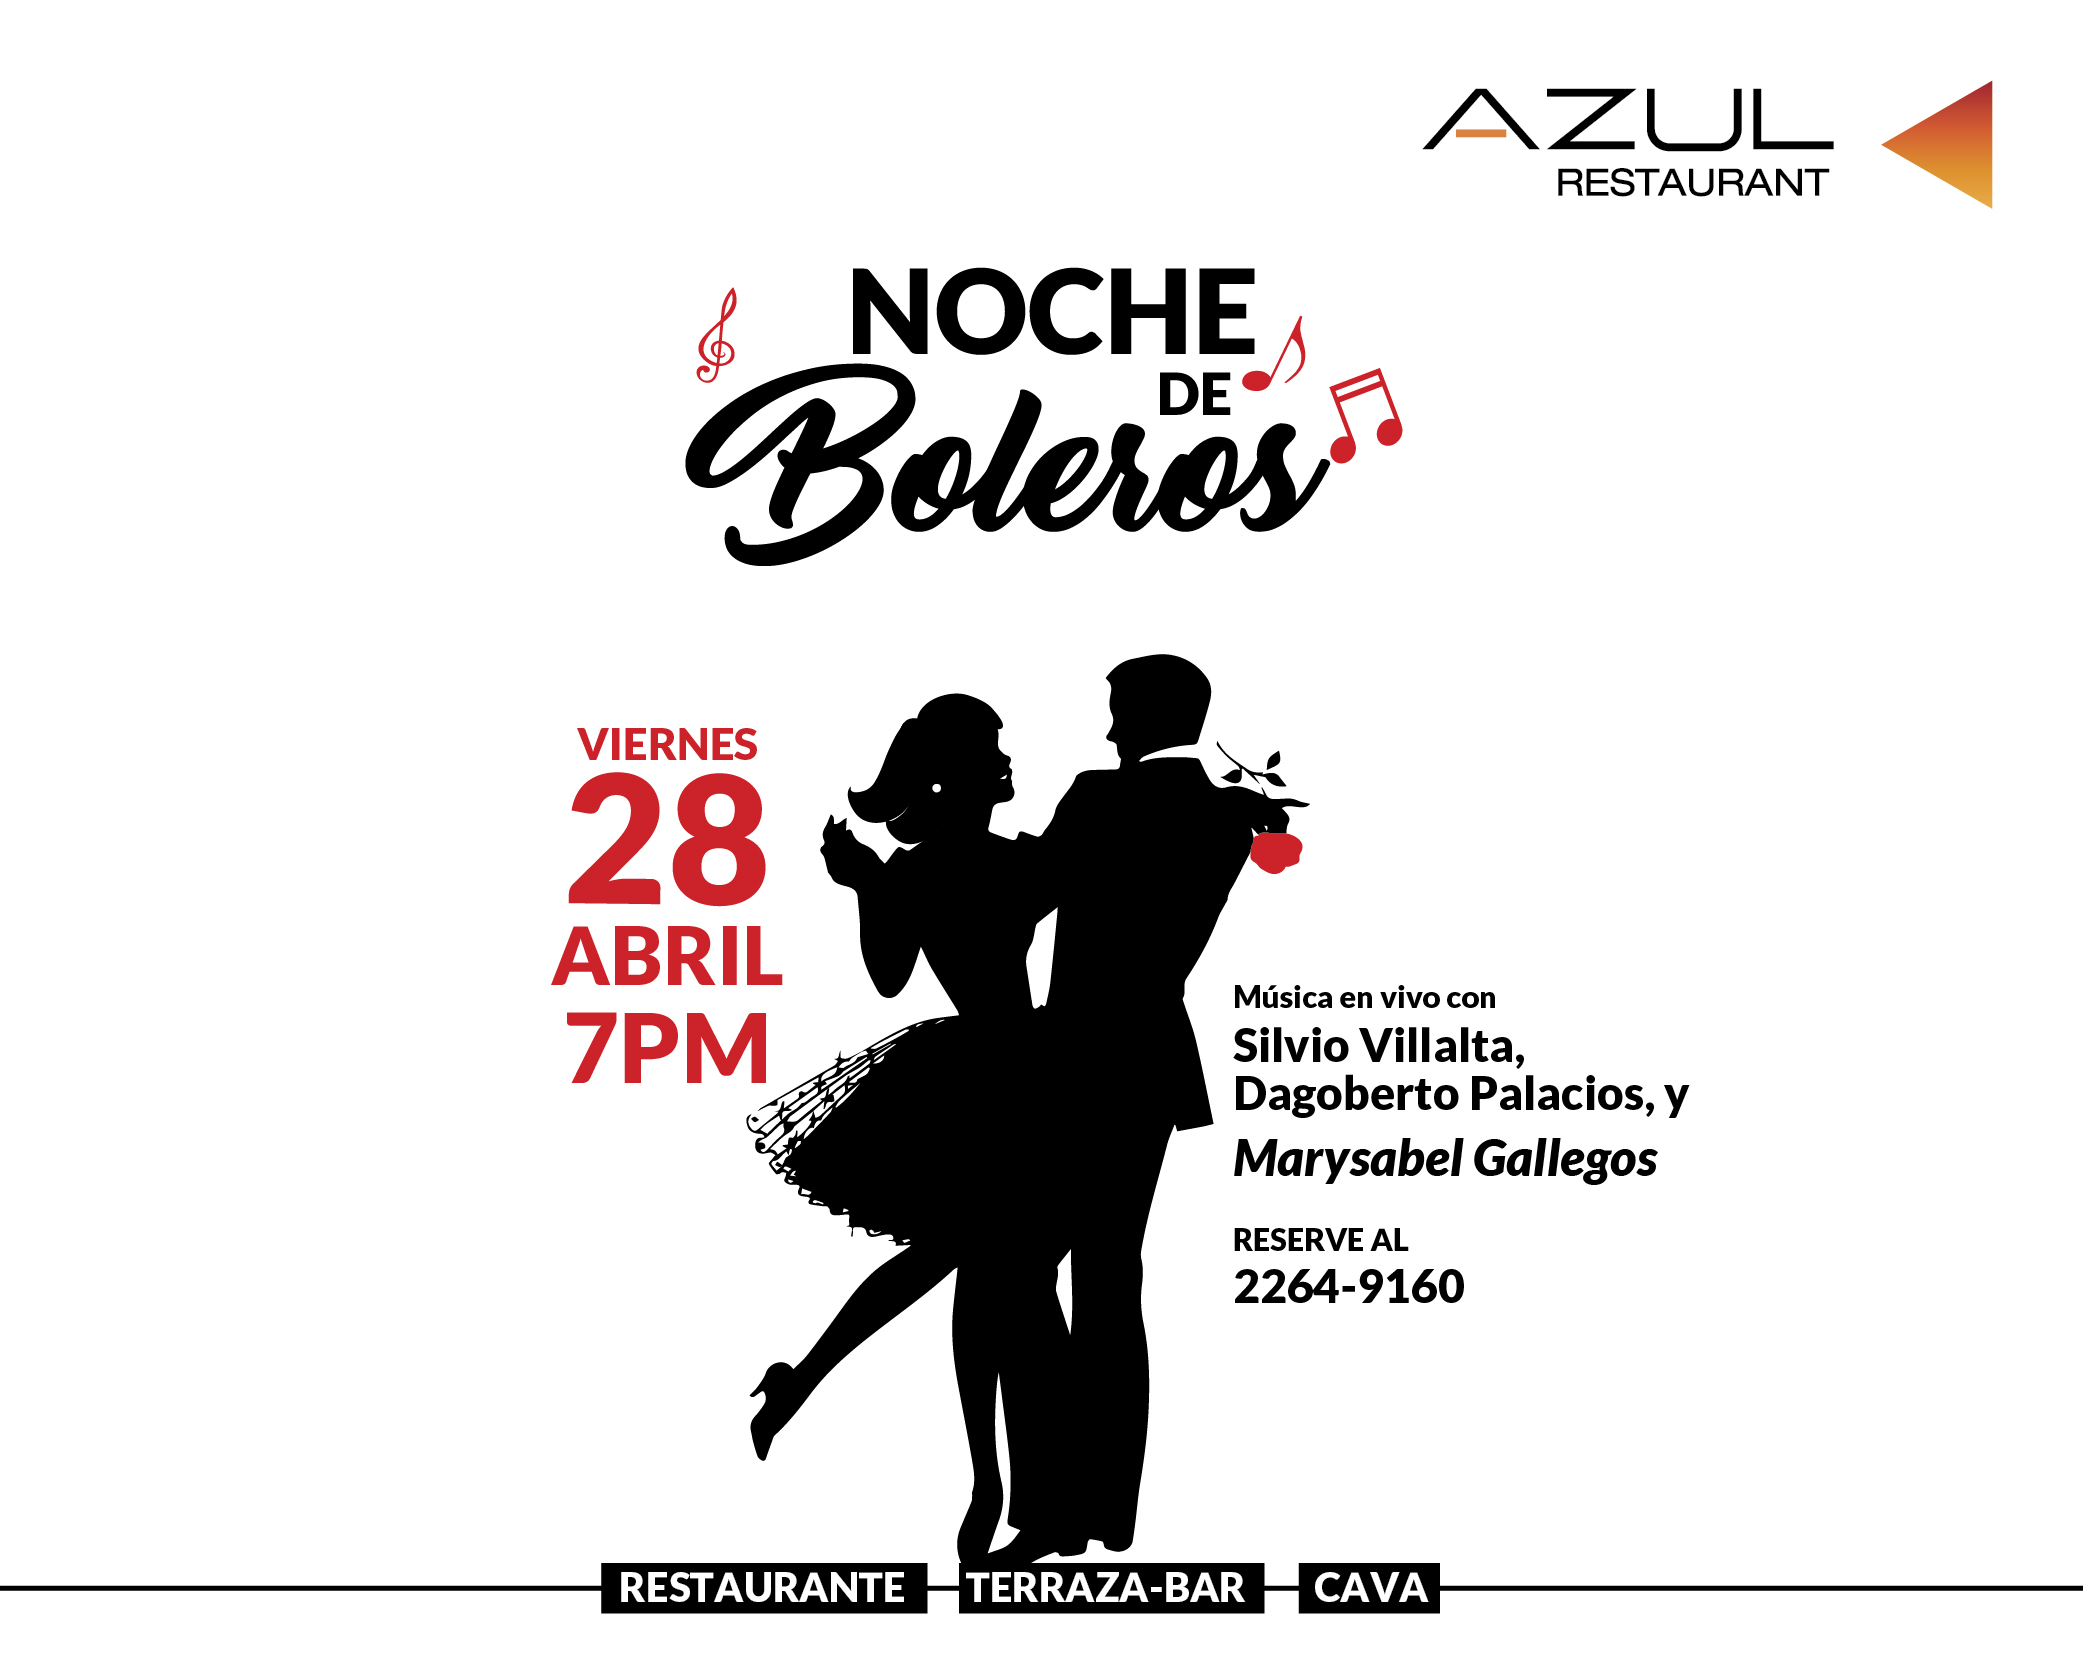 AZUL
RESTAURANT
NOCHE
DE
Boleros
VIERNES
28
ABRIL
7PM
Música en vivo con
Silvio Villalta,
Dagoberto Palacios, y
Marysabel Gallegos
RESERVE AL
2264-9160
RESTAURANTE TERRAZA-BAR CAVA